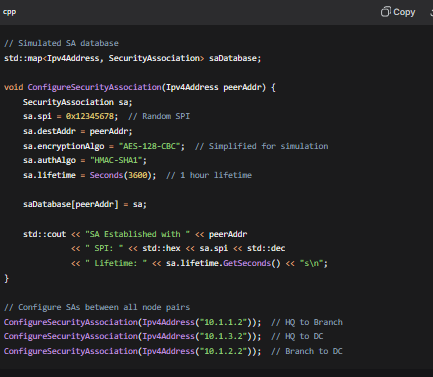 cpp
Copy
// Simulated SA database
std::map<Ipv4Address, SecurityAssociation> saDatabase;
void ConfigureSecurityAssociation(Ipv4Address peerAddr) {
SecurityAssociation sa;
sa.spi = 0x12345678;  // Random SPI
sa.destAddr = peerAddr;
sa.encryptionAlgo = "AES-128-CBC";  // Simplified for simulation
sa.authAlgo = "HMAC-SHA1";
sa.lifetime = Seconds(3600);  // 1 hour lifetime
saDatabase[peerAddr] = sa;
std::cout << "SA Established with " << peerAddr
<< " SPI: " << std::hex << sa.spi << std::dec
<< " Lifetime: " << sa.lifetime.GetSeconds() << "s\n";
}
// Configure SAs between all node pairs
ConfigureSecurityAssociation(Ipv4Address("10.1.1.2"));  // HQ to Branch
ConfigureSecurityAssociation(Ipv4Address("10.1.3.2"));  // HQ to DC
ConfigureSecurityAssociation(Ipv4Address("10.1.2.2"));  // Branch to DC